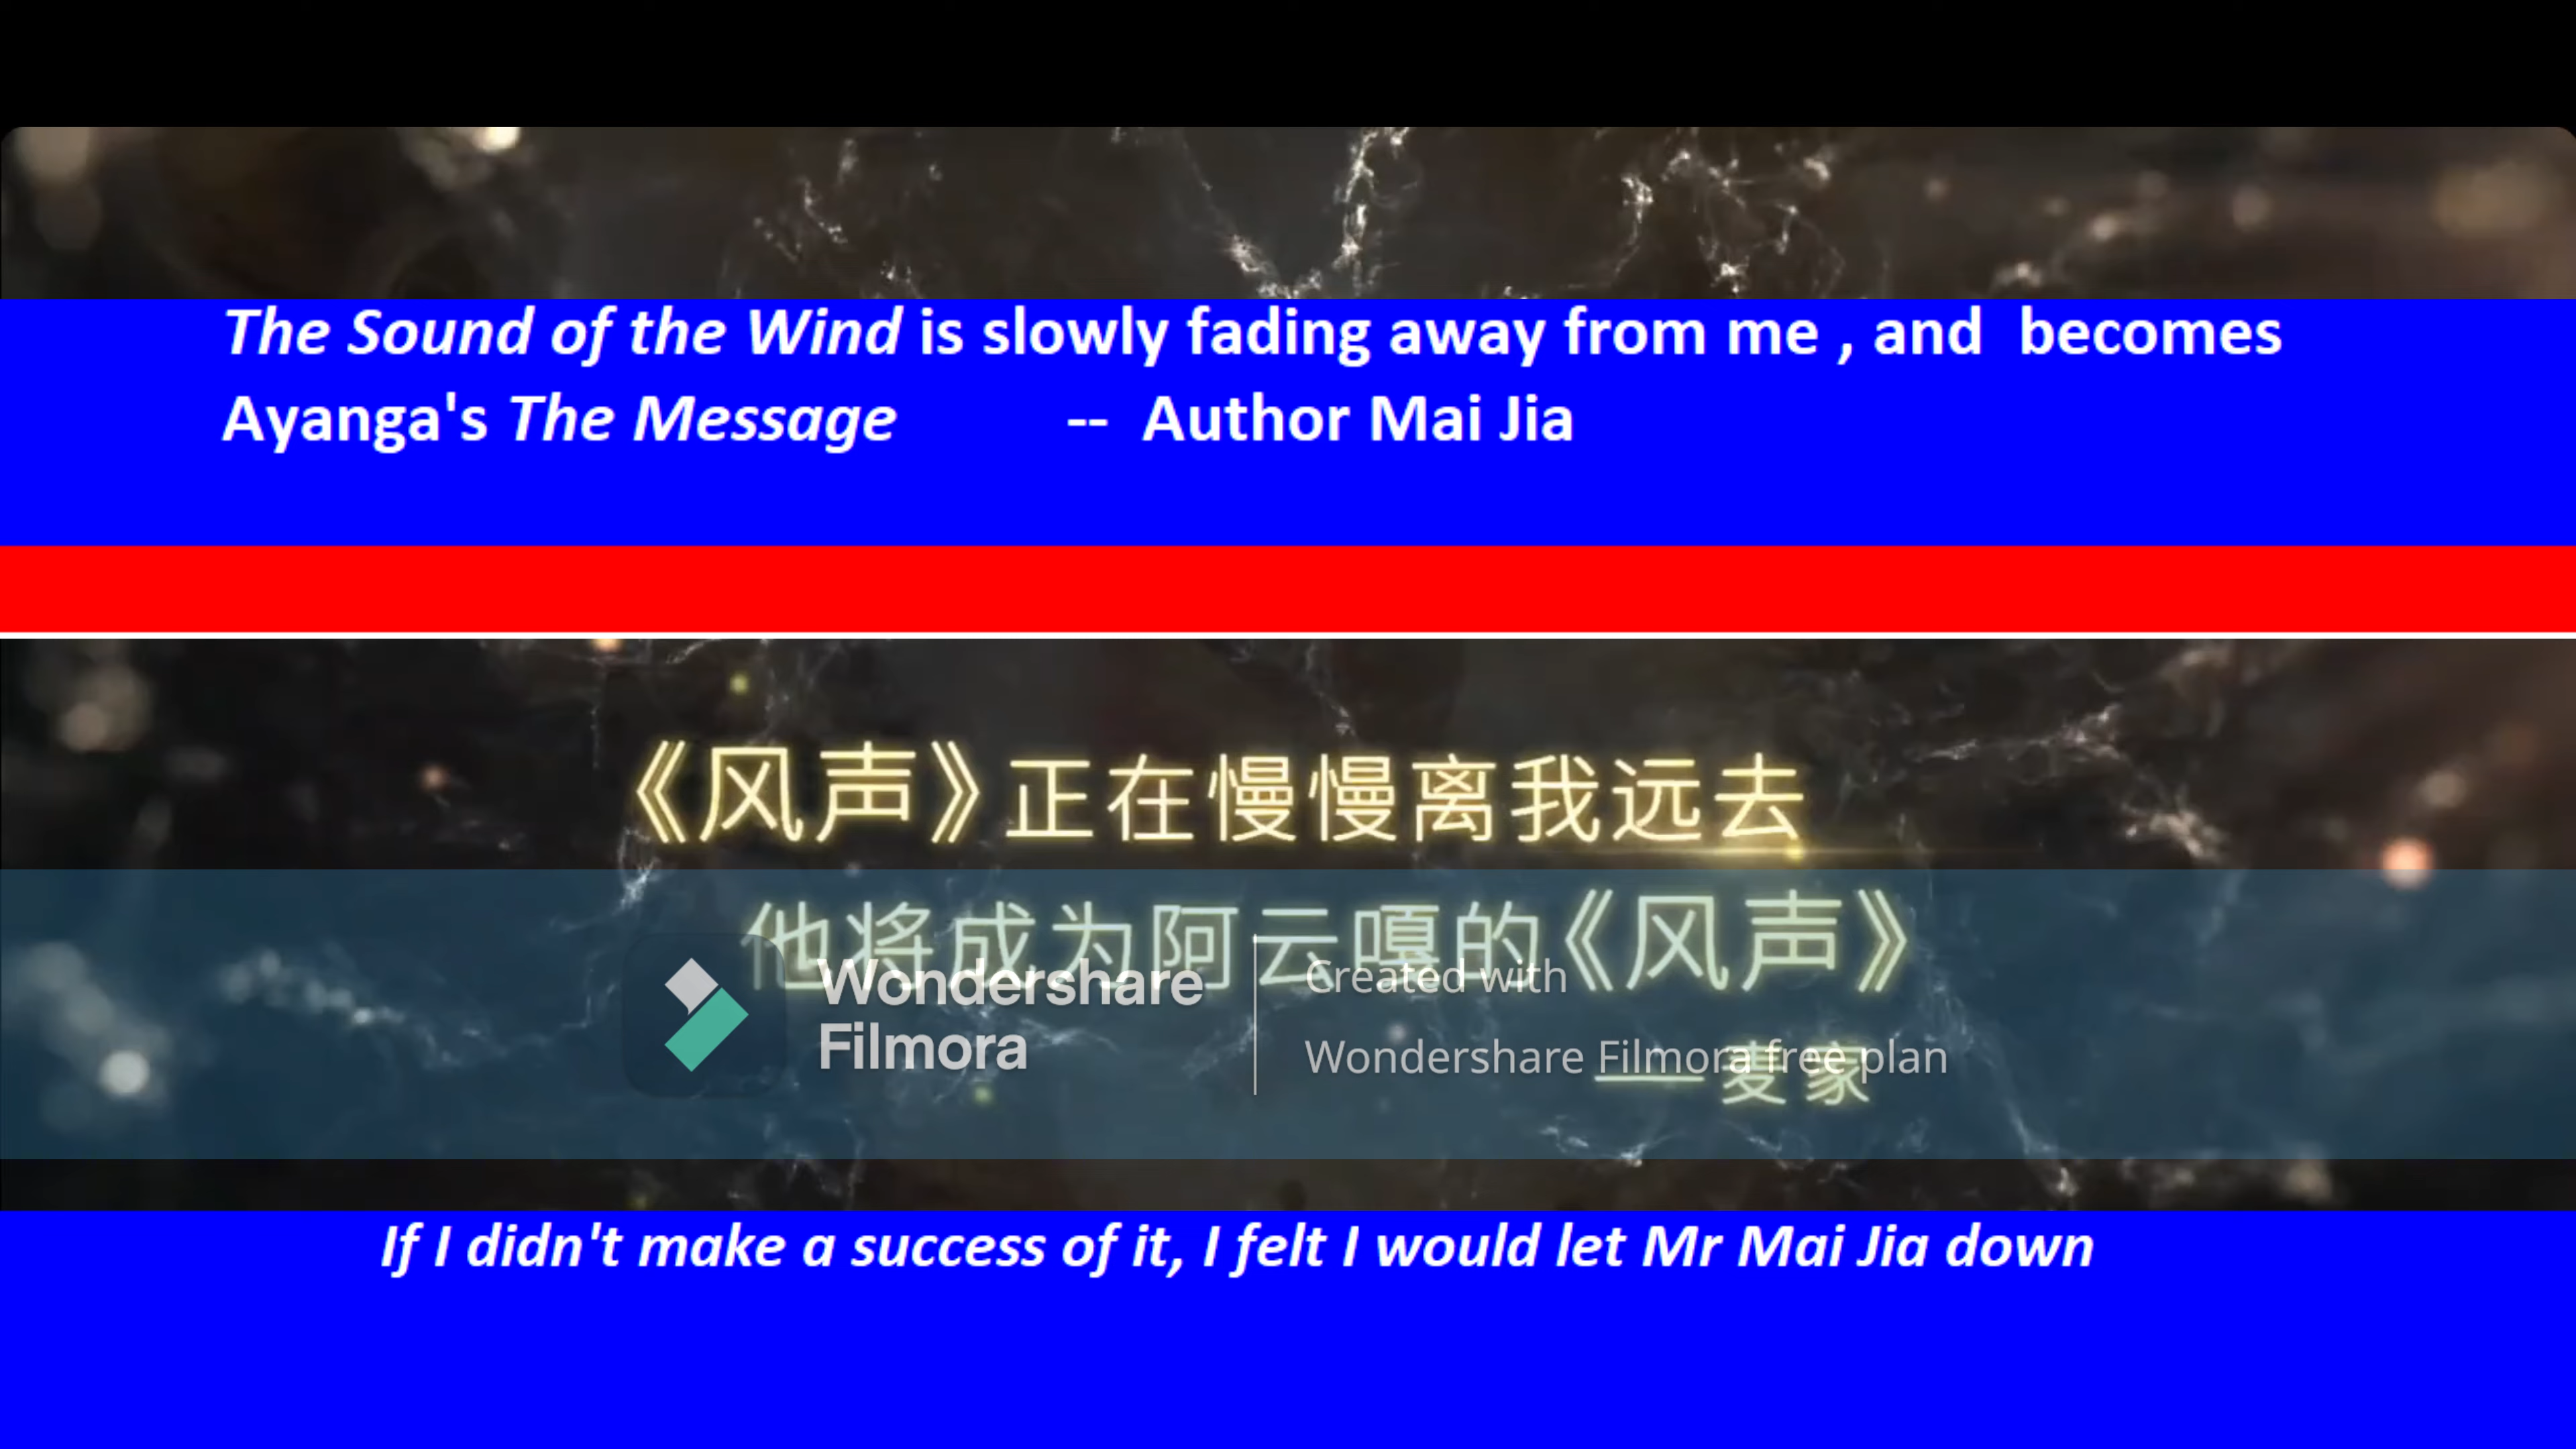 The Sound of the Wind is slowly fading away from me , and becomes
Ayanga's The Message -- Author Mai Jia
《风声》正在慢慢离我远去
他将成为阿云嘎的《风声》
Wondershare
Filmora
Created with
Wondershare Filmora free plan
——麦家
If I didn't make a success of it, I felt I would let Mr Mai Jia down